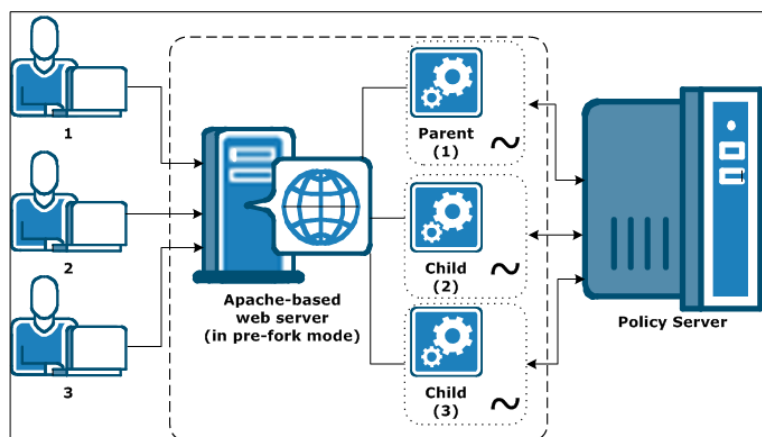 1
2
3
Apache-based
web server
(in pre-fork mode)
Parent
(1)
~
Child
(2)
~
Child
(3)
~
Policy Server